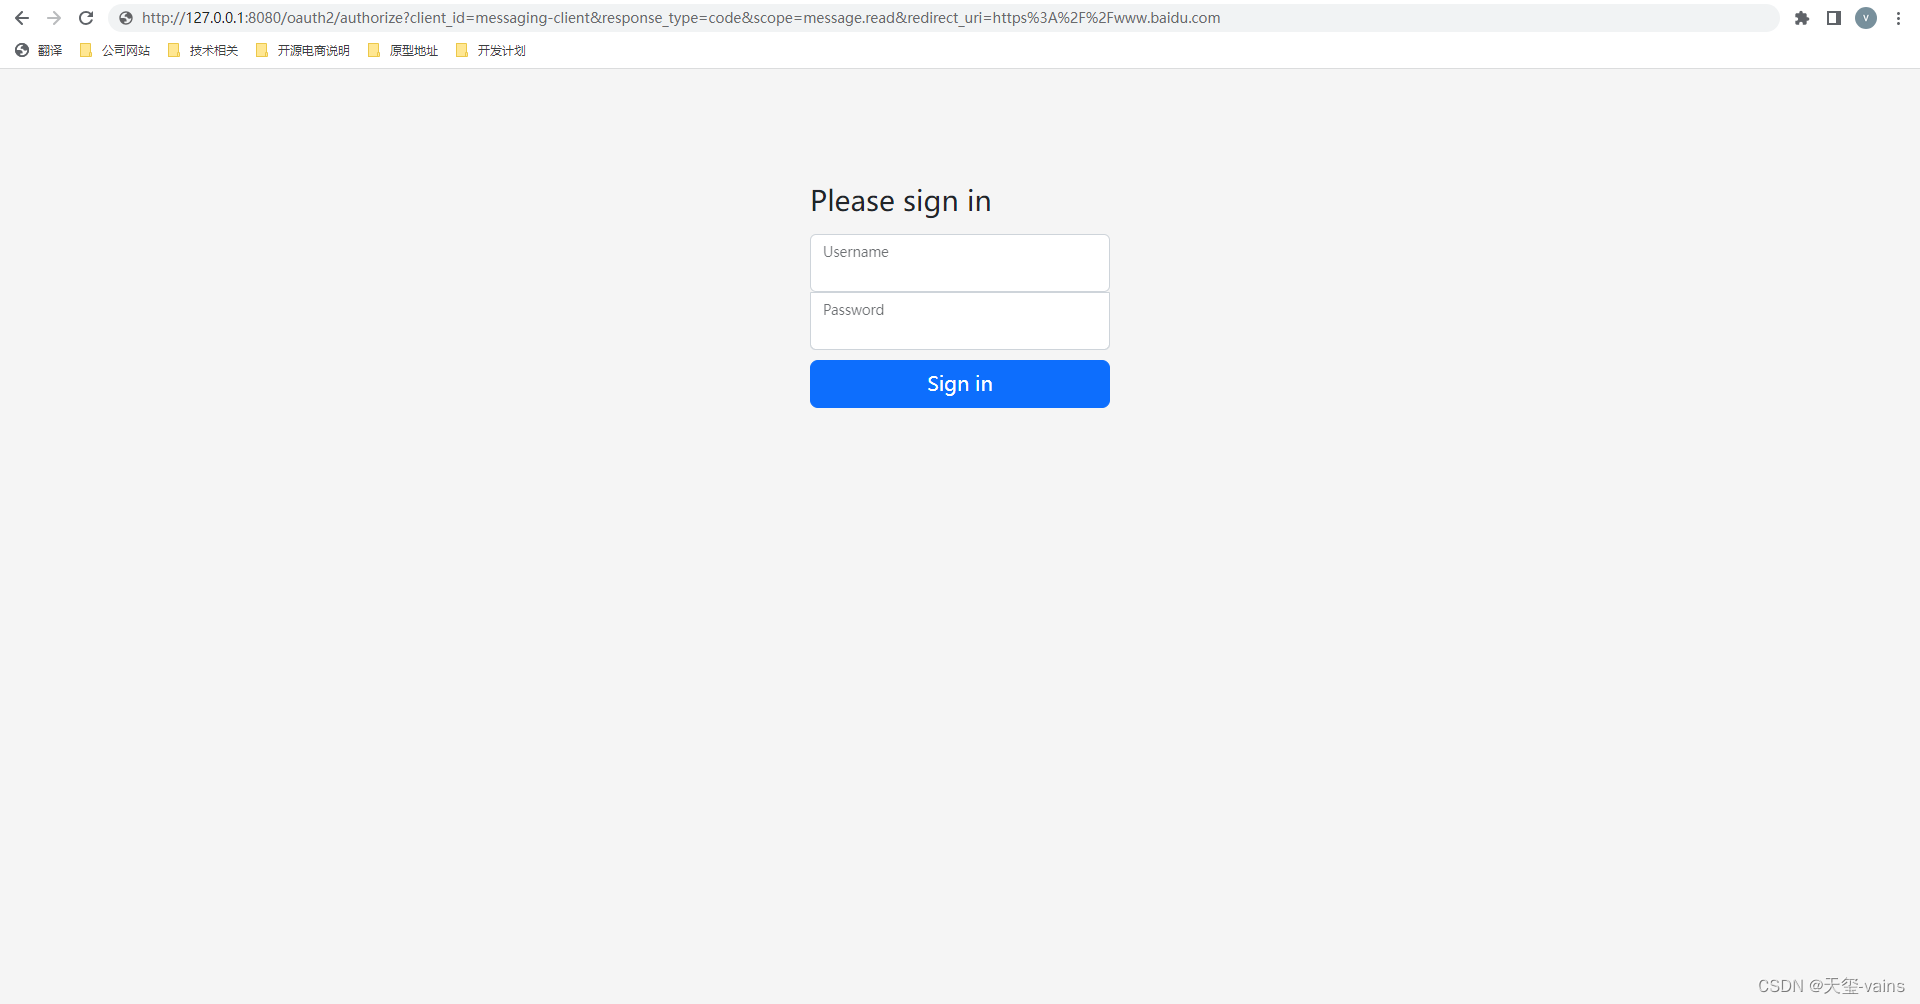 http://127.0.0.1:8080/oauth2/authorize?client_id=messaging-client&response_type=code&scope=message.read&redirect_uri=https%3A%2F%2Fwww.baidu.com
V
翻译 公司网站 技术相关 开源电商说明 原型地址 开发计划
Please sign in
Username
Password
Sign in
CSDN @天玺-vains